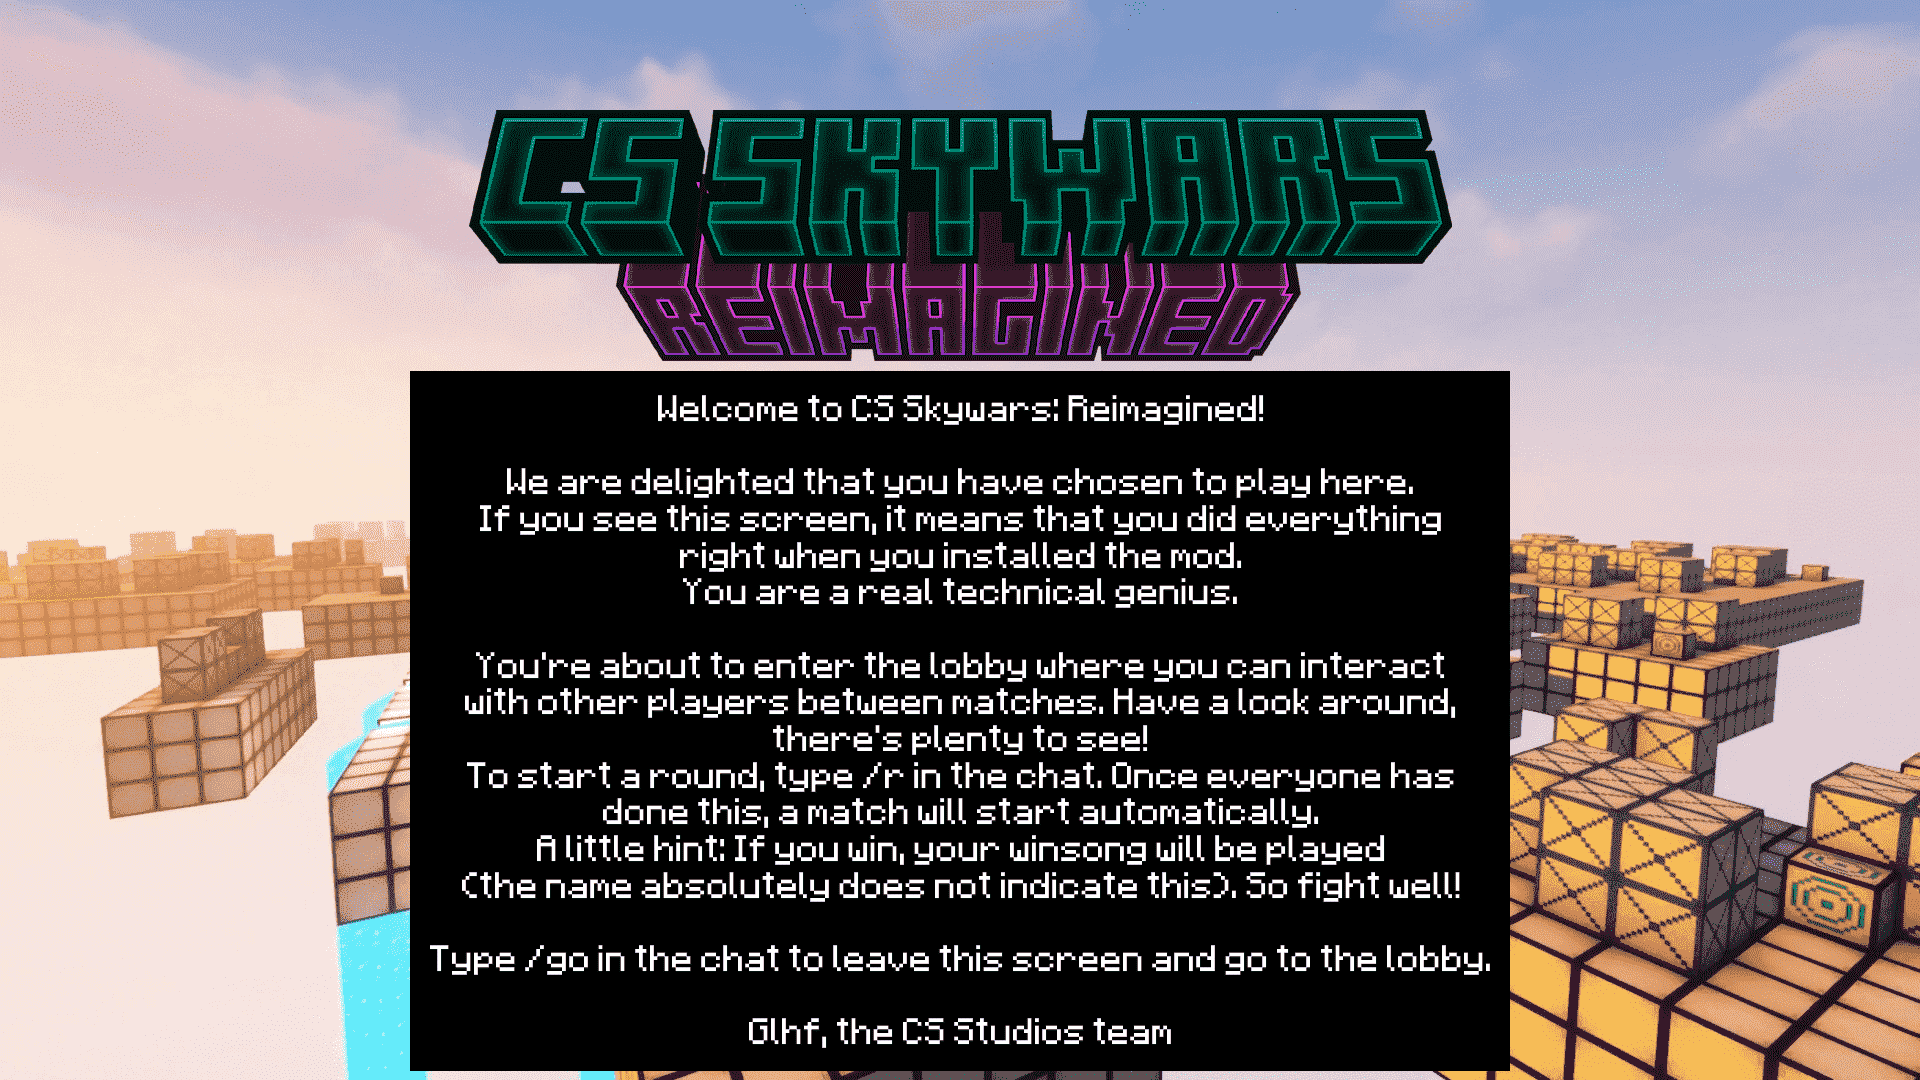 CS SKYWARS
REIMAGINED
Welcome to CS Skywars: Reimagined!
We are delighted that you have chosen to play here.
If you see this screen, it means that you did everything
right when you installed the mod.
You are a real technical genius.
You're about to enter the lobby where you can interact
with other players between matches. Have a look around,
there's plenty to see!
To start a round, type /r in the chat. Once everyone has
done this, a match will start automatically.
A little hint: If you win, your winsong will be played
(the name absolutely does not indicate this). So fight well!
Type /go in the chat to leave this screen and go to the lobby.
Glhf, the CS Studios team